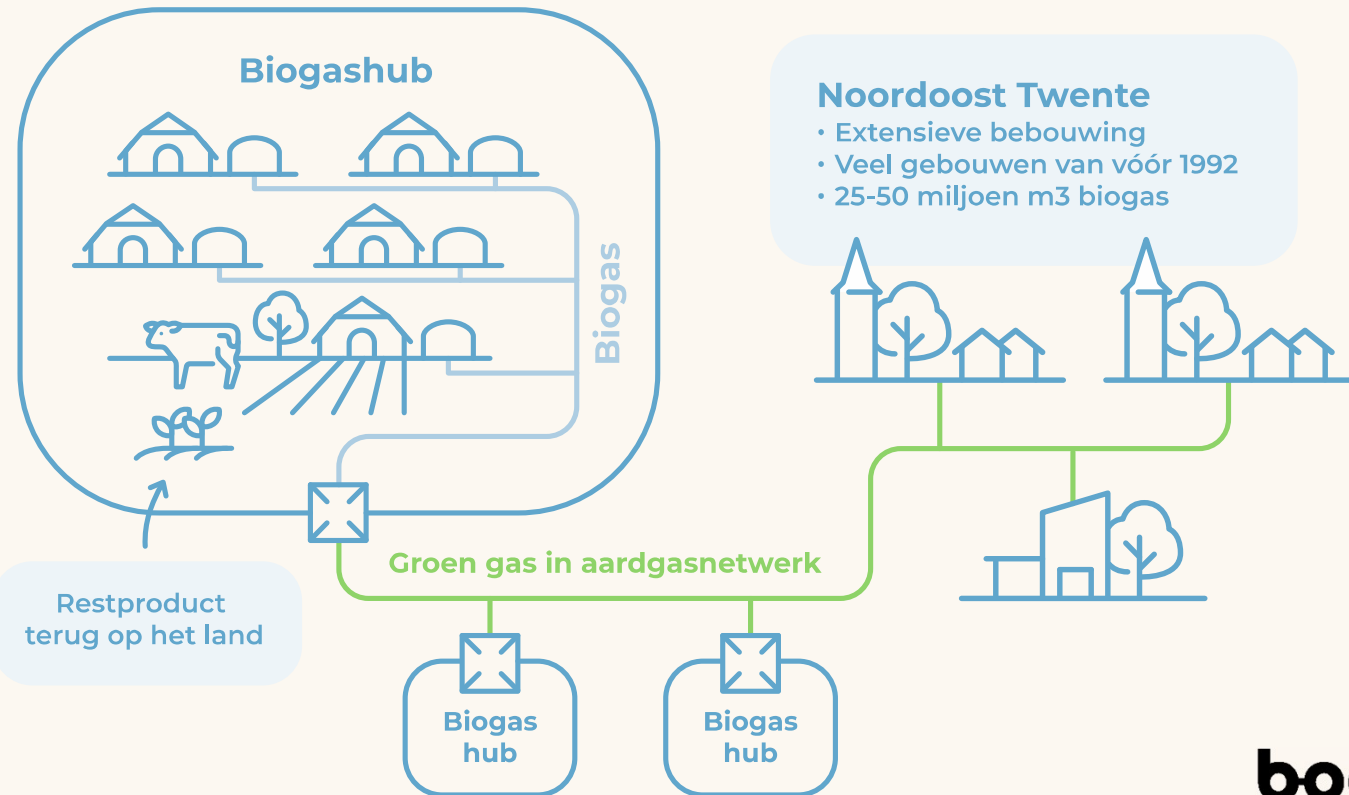 Biogashub
Biogas
Noordoost Twente
• Extensieve bebouwing
• Veel gebouwen van vóór 1992
• 25-50 miljoen m3 biogas
Groen gas in aardgasnetwerk
Restproduct
terug op het land
Biogas
hub
Biogas
hub